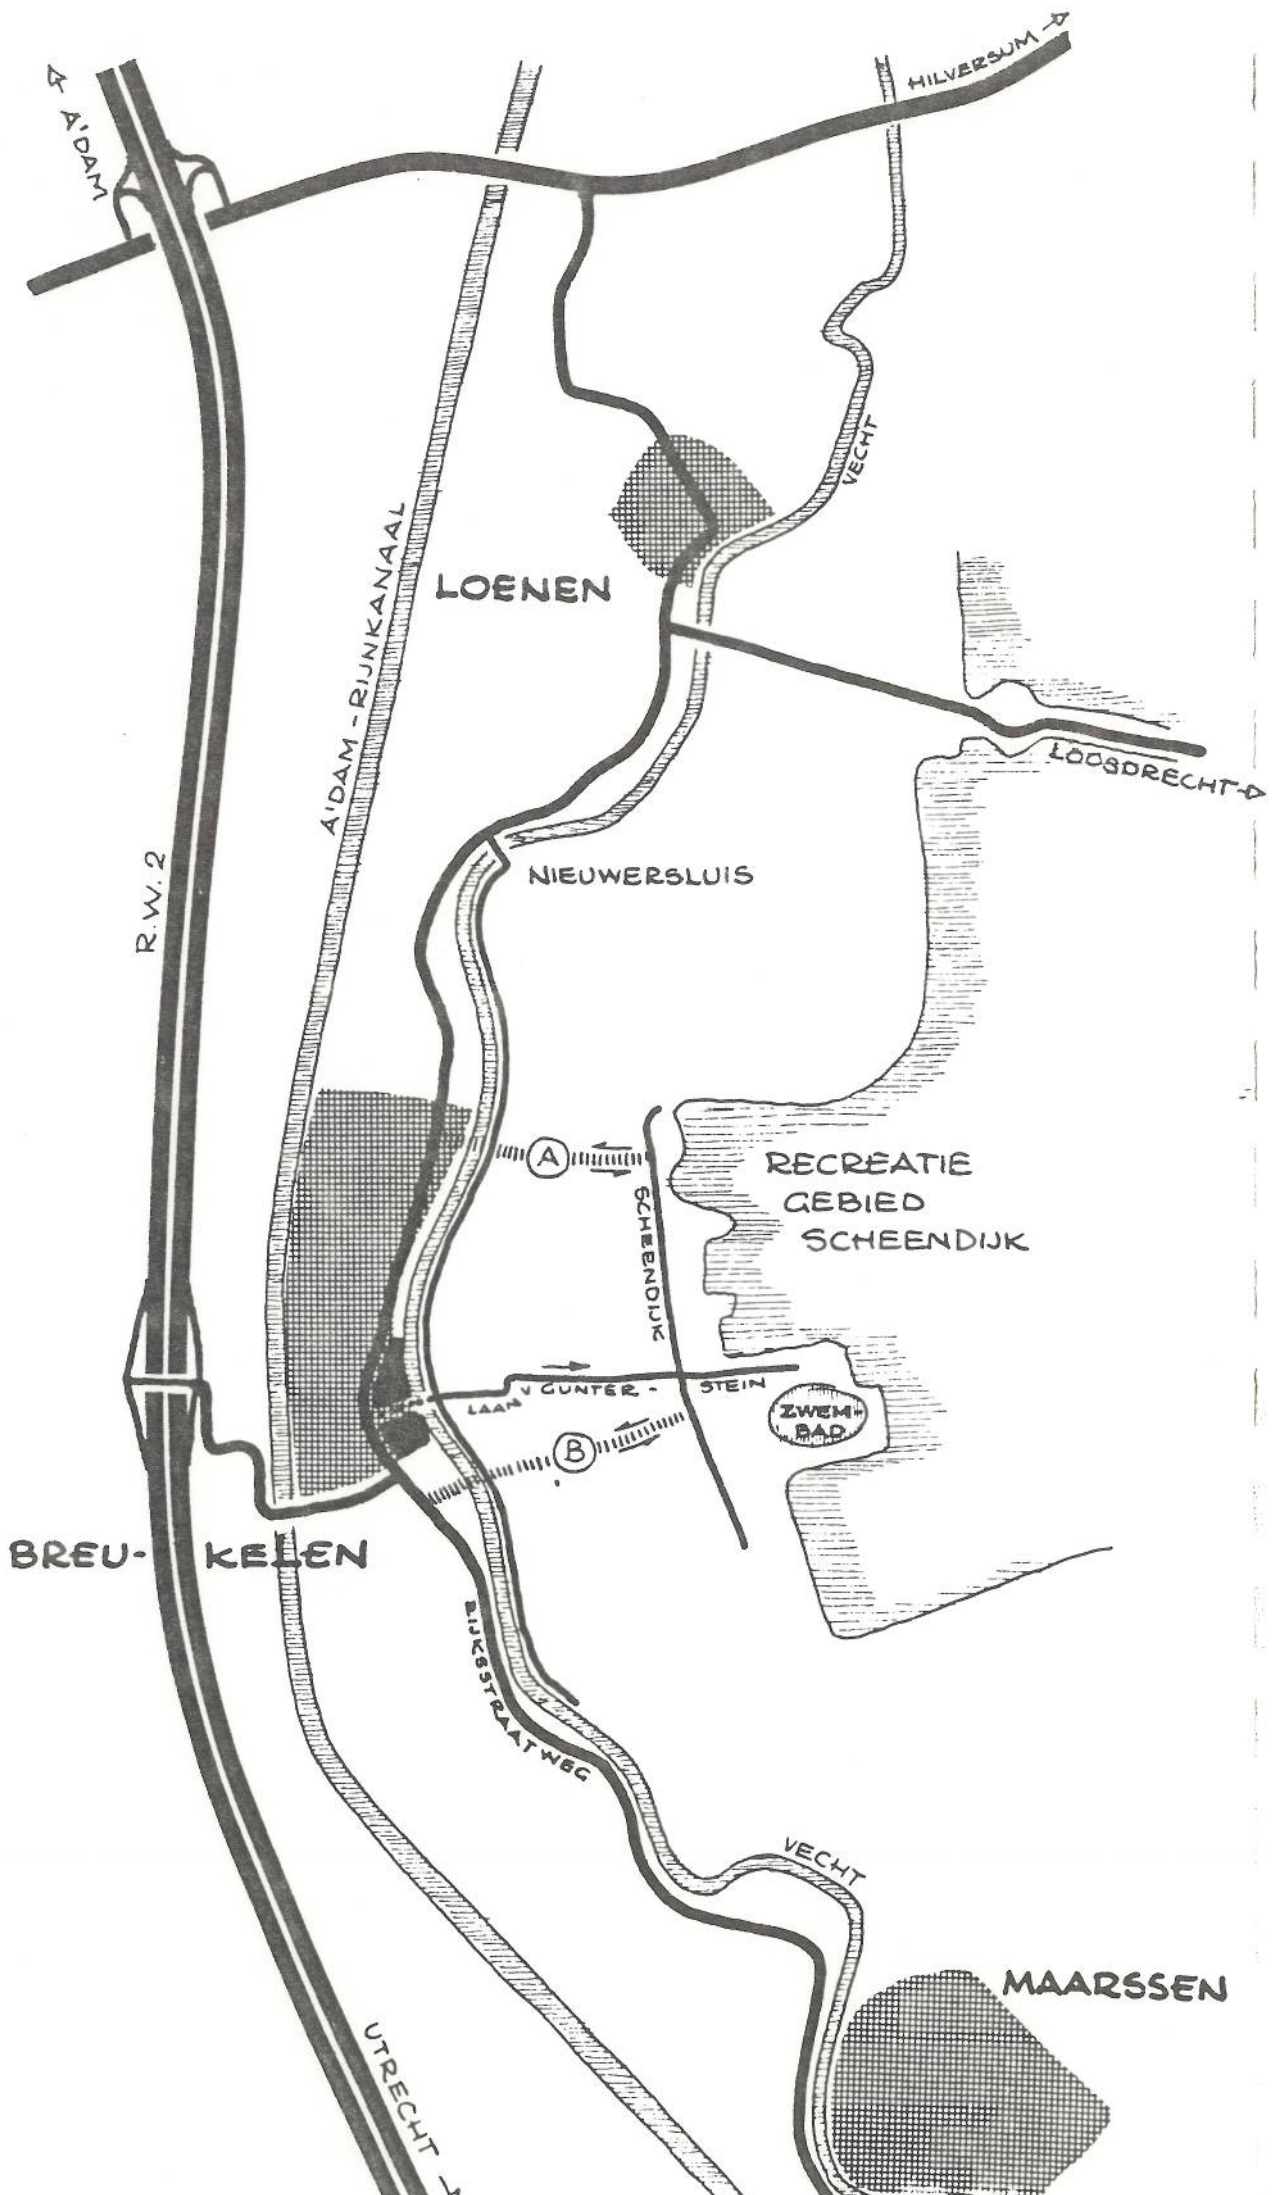 HILVERSUM
A'DAM
VECHT
A'DAM - RIJNKANAAL
LOENEN
LOOSDRECHT
R.W. 2
NIEUWERSLUIS
A
RECREATIE
GEBIED
SCHEENDIJK
SCHEENDIJK
LAAN V GUNTER - STEIN
ZWEM-
BAD
B
BREU- KELEN
RIJKSSTRAATWEG
VECHT
MAARSSEN
UTRECHT